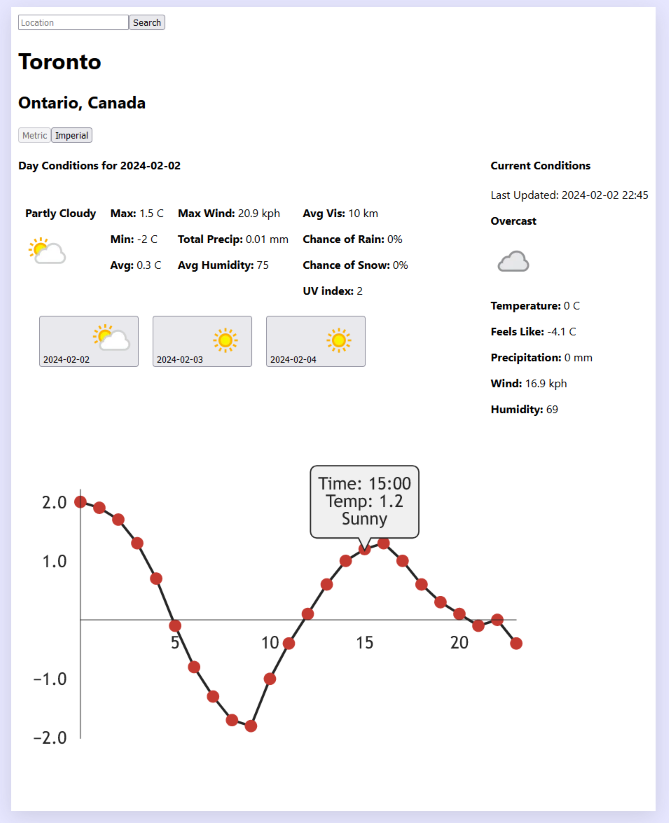 Location Search
Toronto
Ontario, Canada
Metric Imperial
Day Conditions for 2024-02-02
Partly Cloudy
Max: 1.5 C
Min: -2 C
Avg: 0.3 C
Max Wind: 20.9 kph
Total Precip: 0.01 mm
Avg Humidity: 75
Avg Vis: 10 km
Chance of Rain: 0%
Chance of Snow: 0%
UV index: 2
2024-02-02
2024-02-03
2024-02-04
Current Conditions
Last Updated: 2024-02-02 22:45
Overcast
Temperature: 0 C
Feels Like: -4.1 C
Precipitation: 0 mm
Wind: 16.9 kph
Humidity: 69
Time: 15:00
Temp: 1.2
Sunny
2.0
1.0
−1.0
−2.0
5 10 15 20